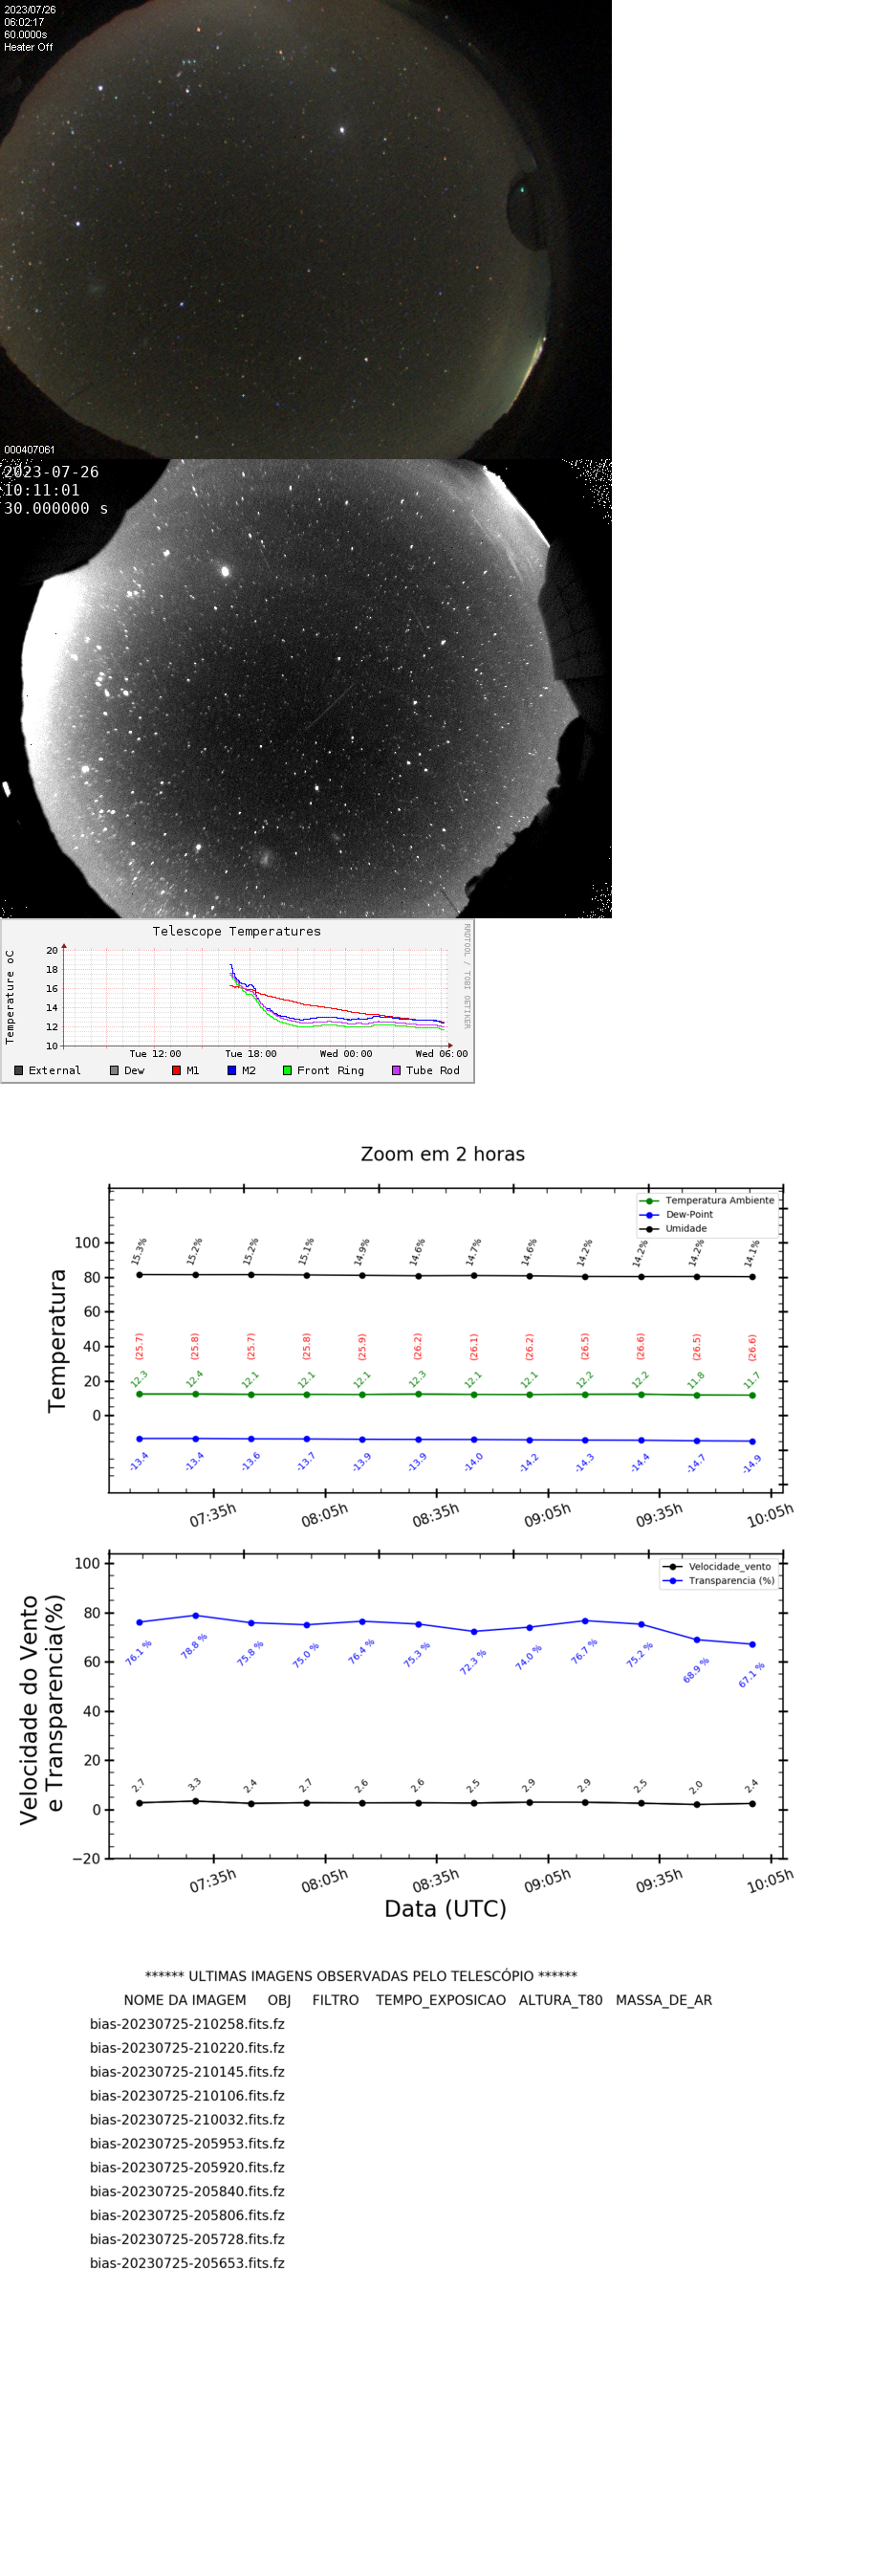 2023/07/26
06:02:17
60.0000s
Heater Off
000407061
2023-07-26
10:11:01
30.000000 s
Telescope Temperatures
RRDTOOL / TOBI OETIKER
Temperature oC
20
18
16
14
12
10
Tue 12:00 Tue 18:00 Wed 00:00 Wed 06:00
External Dew M1 M2 Front Ring Tube Rod
Zoom em 2 horas
Temperatura Ambiente
Dew-Point
Umidade
Temperatura
100
80
60
40
20
0
15.3% 15.2% 15.2% 15.1% 14.9% 14.6% 14.7% 14.6% 14.2% 14.2% 14.2% 14.1%
(25.7) (25.8) (25.7) (25.8) (25.9) (26.2) (26.1) (26.2) (26.5) (26.6) (26.5) (26.6)
12.3 12.4 12.1 12.1 12.1 12.3 12.1 12.1 12.2 12.2 11.8 11.7
-13.4 -13.4 -13.6 -13.7 -13.9 -13.9 -14.0 -14.2 -14.3 -14.4 -14.7 -14.9
07:35h 08:05h 08:35h 09:05h 09:35h 10:05h
Velocidade_vento
Transparencia (%)
Velocidade do Vento
e Transparencia(%)
100
80
60
40
20
0
−20
76.1 % 78.8 % 75.8 % 75.0 % 76.4 % 75.3 % 72.3 % 74.0 % 76.7 % 75.2 % 68.9 % 67.1 %
2.7 3.3 2.4 2.7 2.6 2.6 2.5 2.9 2.9 2.5 2.0 2.4
07:35h 08:05h 08:35h 09:05h 09:35h 10:05h
Data (UTC)
****** ULTIMAS IMAGENS OBSERVADAS PELO TELESCÓPIO ******
NOME DA IMAGEM OBJ FILTRO TEMPO_EXPOSICAO ALTURA_T80 MASSA_DE_AR
bias-20230725-210258.fits.fz
bias-20230725-210220.fits.fz
bias-20230725-210145.fits.fz
bias-20230725-210106.fits.fz
bias-20230725-210032.fits.fz
bias-20230725-205953.fits.fz
bias-20230725-205920.fits.fz
bias-20230725-205840.fits.fz
bias-20230725-205806.fits.fz
bias-20230725-205728.fits.fz
bias-20230725-205653.fits.fz